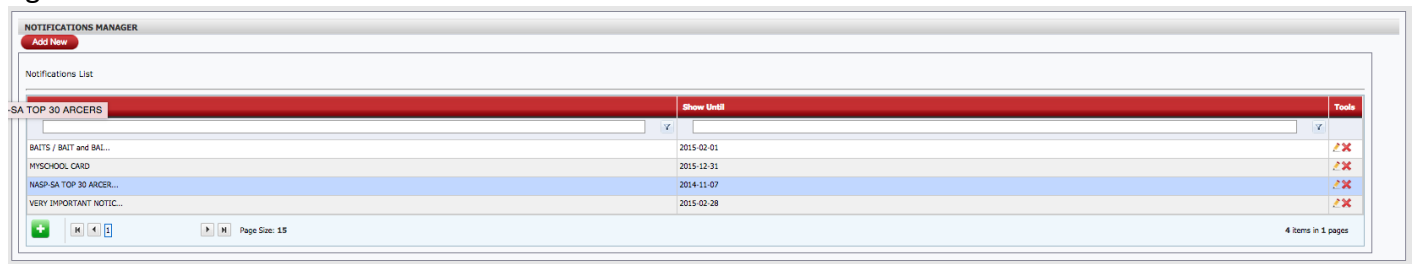 NOTIFICATIONS MANAGER
Add New
Notifications List
-SA TOP 30 ARCERS
Show Until Tools
BAITS / BAIT and BAI... 2015-02-01
MYSCHOOL CARD 2015-12-31
NASP-SA TOP 30 ARCER... 2014-11-07
VERY IMPORTANT NOTIC... 2015-02-28
1 Page Size: 15 4 items in 1 pages